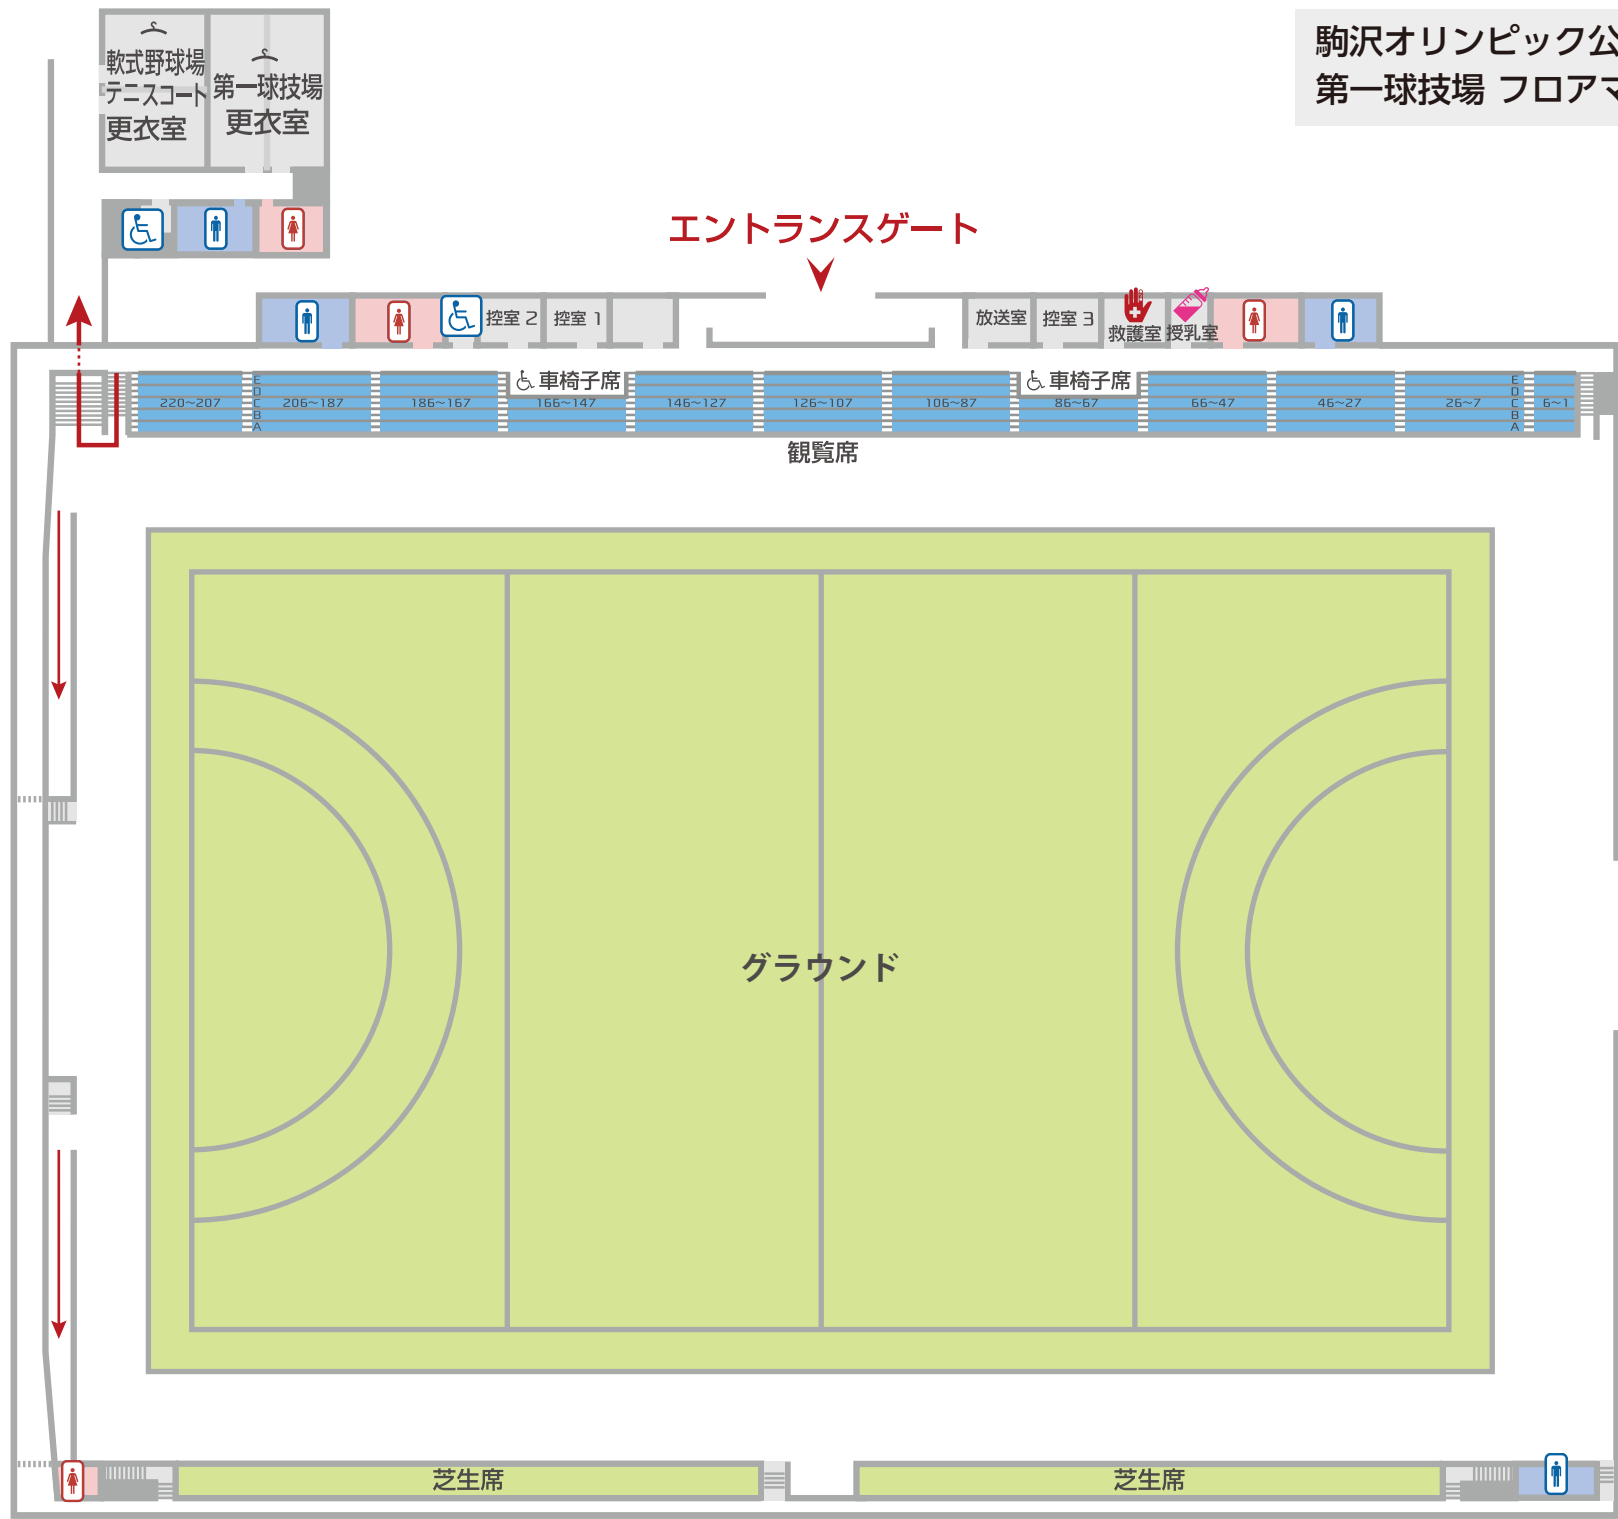 駒沢オリンピック公
第一球技場 フロアマ
軟式野球場
テニスコート
更衣室
第一球技場
更衣室
エントランスゲート
控室 2
控室 1
放送室
控室 3
救護室
授乳室
車椅子席
車椅子席
E
D
C
B
A
220~207
206~187
186~167
166~147
146~127
126~107
106~87
86~67
66~47
46~27
26~7
E
D
C
B
A
6~1
観覧席
グラウンド
芝生席
芝生席